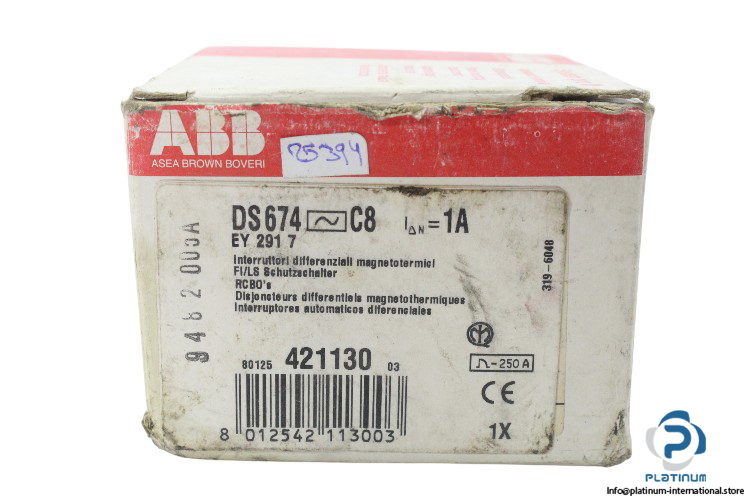 ABB
ASEA BROWN BOVERI
25394
DS674 C8 I∆N = 1A
EY 291 7
Interruttori differenziali magnetotermici
FI/LS Schutzschalter
RCBO's
Disjoncteurs differentiels magnetothermiques
Interruptores automaticos diferenciales
319-6048
80125 421130 03
8 012542 113003
250 A
CE
1X
PLATINUM
Info@platinum-international.store